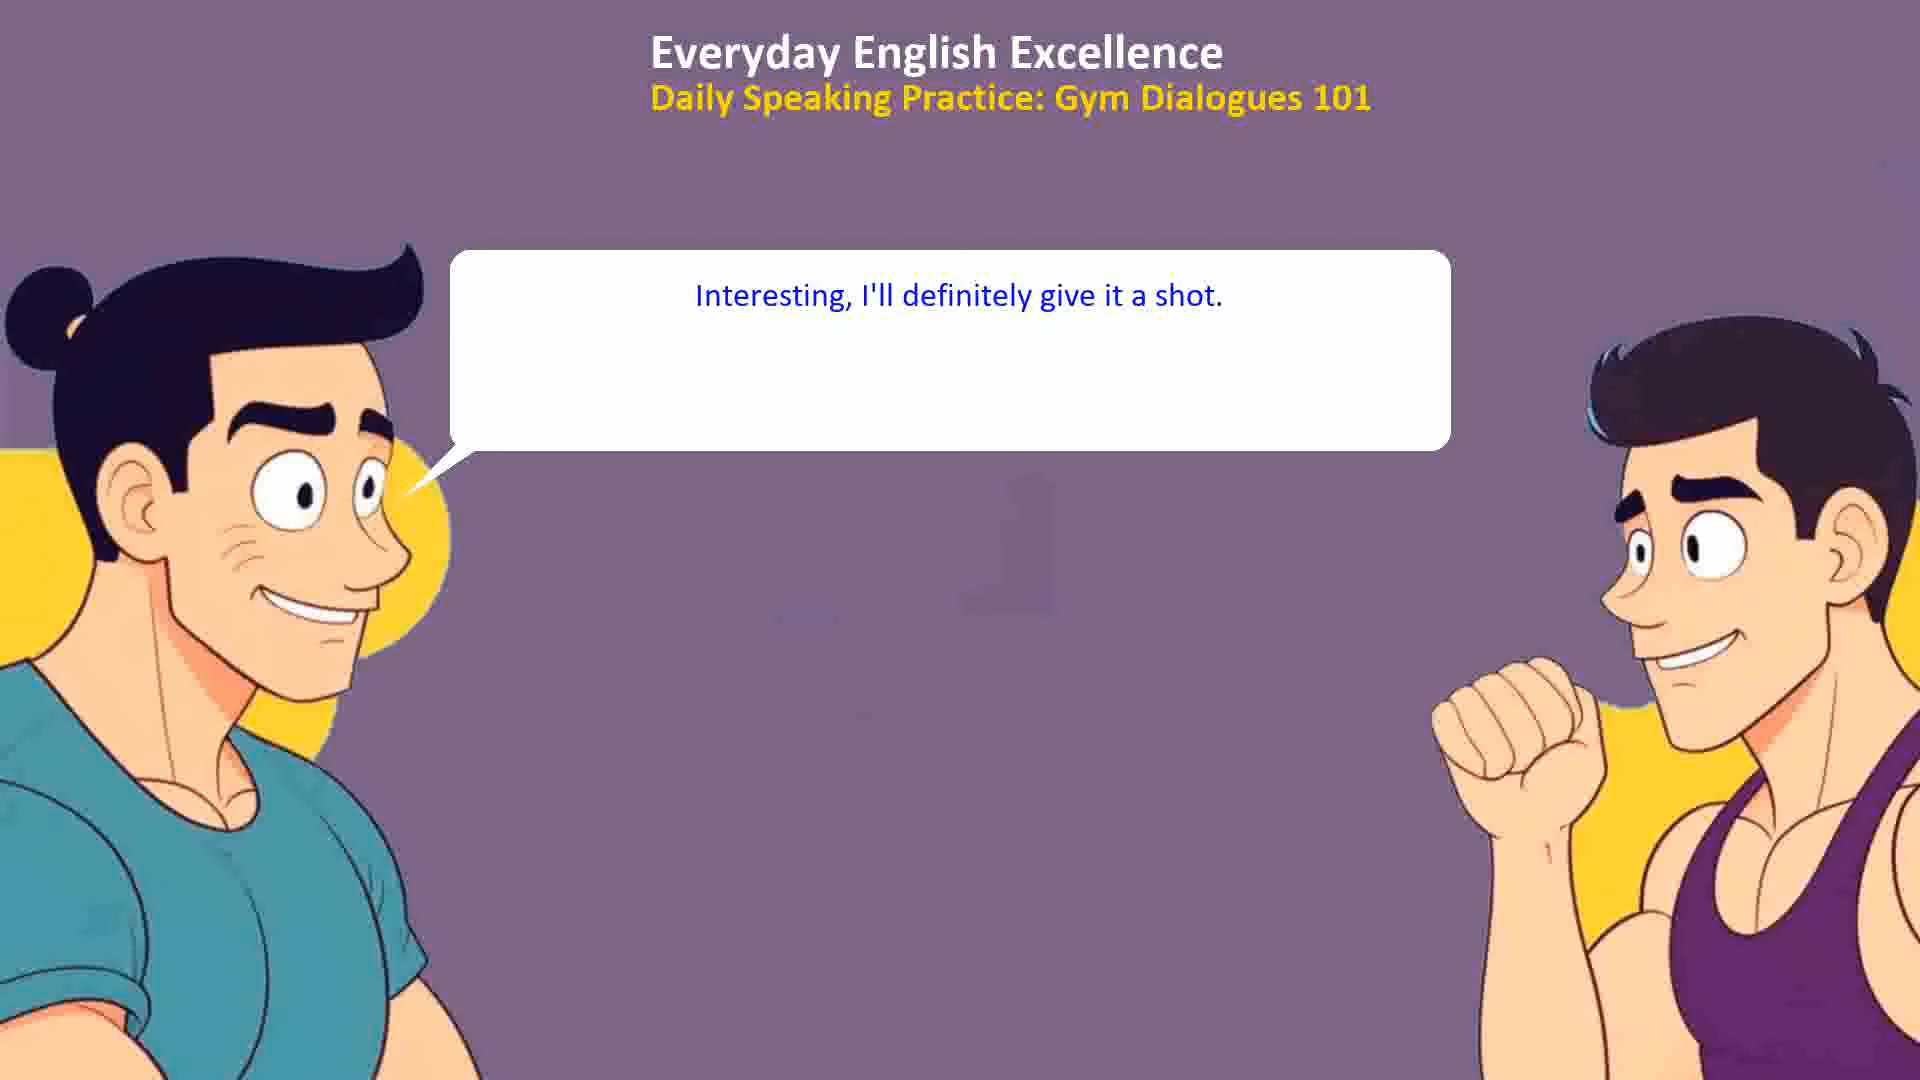 Everyday English Excellence
Daily Speaking Practice: Gym Dialogues 101
Interesting, I'll definitely give it a shot.